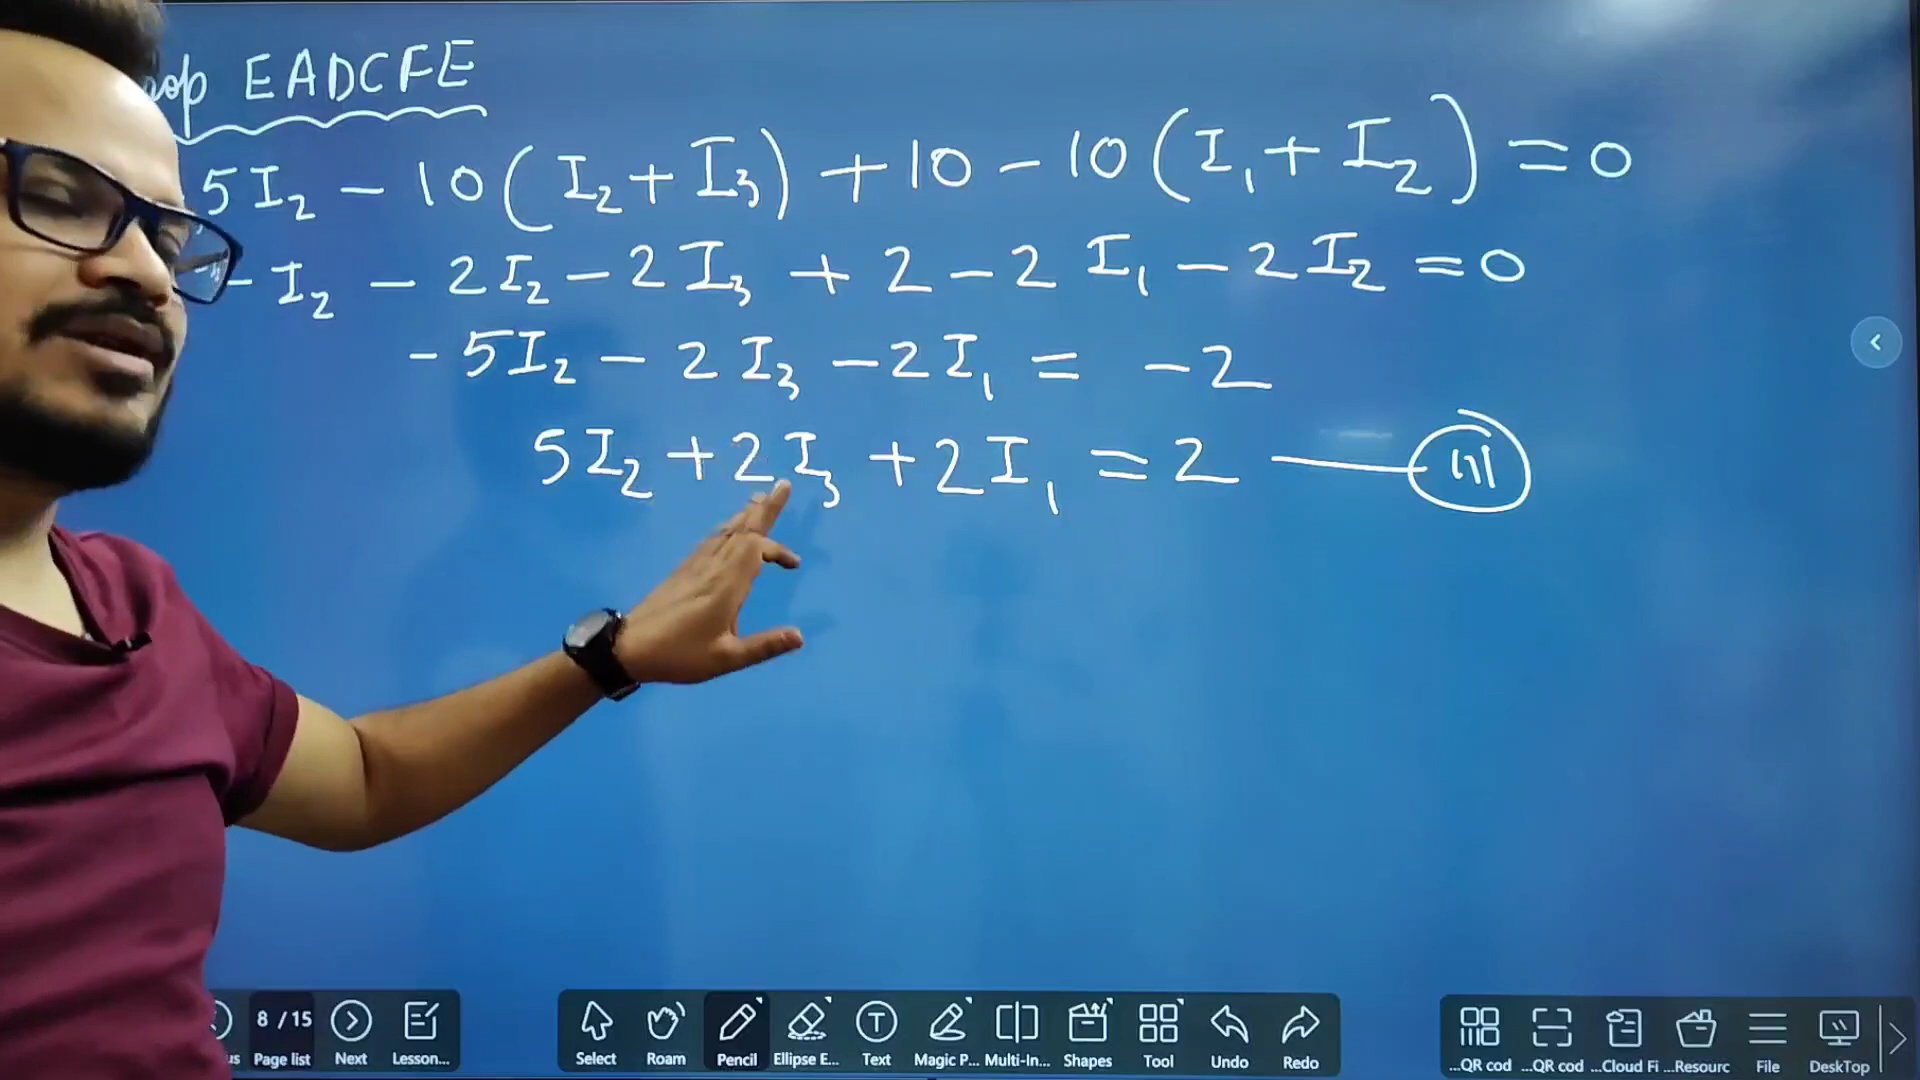 EADCFE
5I₂ - 10(I₂ + I₃) + 10 - 10(I₁ + I₂) = 0
- I₂ - 2I₂ - 2I₃ + 2 - 2I₁ - 2I₂ = 0
- 5I₂ - 2I₃ - 2I₁ = -2
5I₂ + 2I₃ + 2I₁ = 2 — III
8 / 15
Page list Next Lesson... Select Roam Pencil Ellipse E... Text Magic P... Multi-In... Shapes Tool Undo Redo ...QR cod ...QR cod ...Cloud Fi ...Resourc File DeskTop